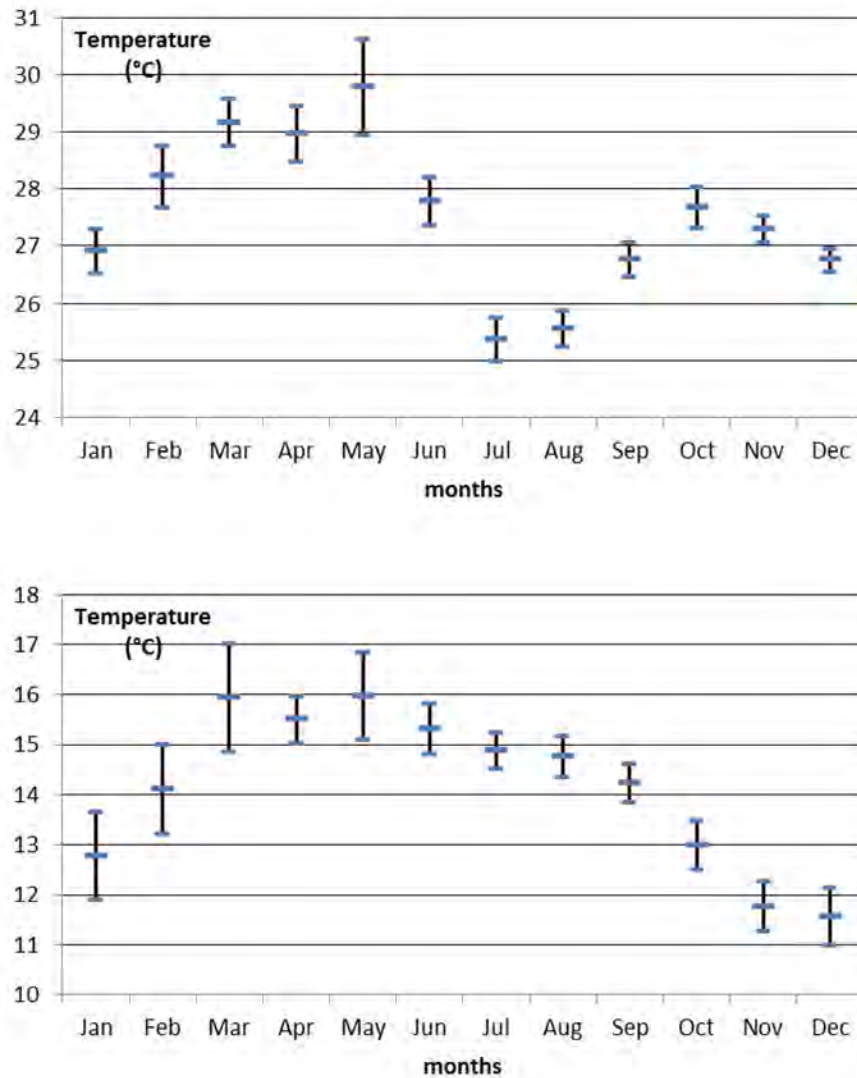 31
Temperature
(°C)
30
29
28
27
26
25
24
Jan Feb Mar Apr May Jun Jul Aug Sep Oct Nov Dec
months
18
Temperature
(°C)
17
16
15
14
13
12
11
10
Jan Feb Mar Apr May Jun Jul Aug Sep Oct Nov Dec
months